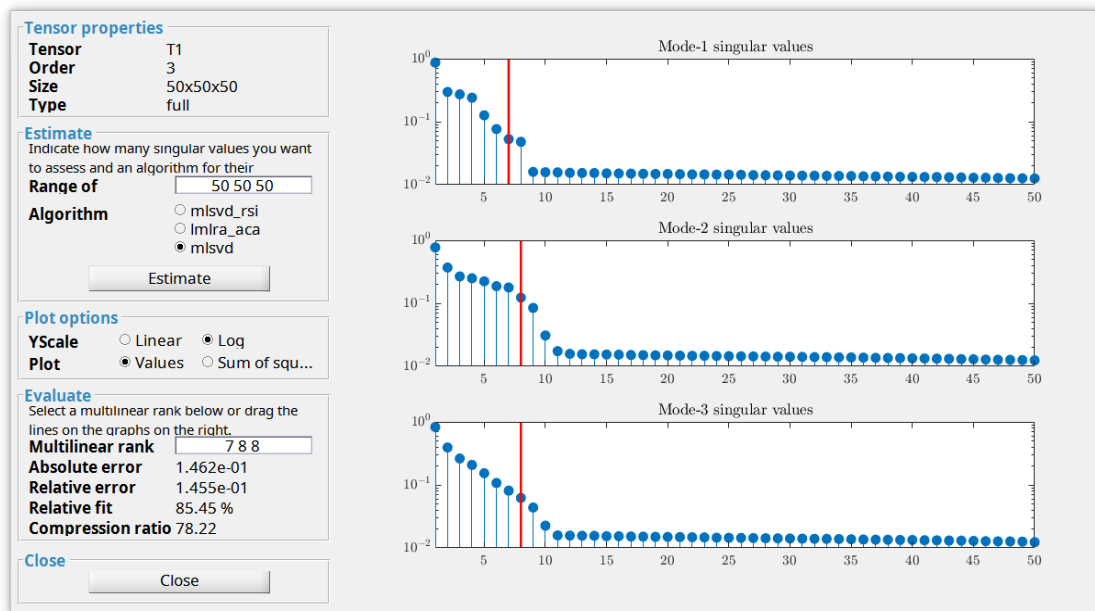 Tensor properties
Tensor T1
Order 3
Size 50x50x50
Type full
Estimate
Indicate how many singular values you want
to assess and an algorithm for their
Range of 50 50 50
Algorithm mlsvd_rsi
lmlra_aca
mlsvd
Estimate
Plot options
YScale Linear Log
Plot Values Sum of squ...
Evaluate
Select a multilinear rank below or drag the
lines on the graphs on the right.
Multilinear rank 7 8 8
Absolute error 1.462e-01
Relative error 1.455e-01
Relative fit 85.45 %
Compression ratio 78.22
Close
Close
Mode-1 singular values
10^0
10^-1
10^-2
5 10 15 20 25 30 35 40 45 50
Mode-2 singular values
10^0
10^-1
10^-2
5 10 15 20 25 30 35 40 45 50
Mode-3 singular values
10^0
10^-1
10^-2
5 10 15 20 25 30 35 40 45 50